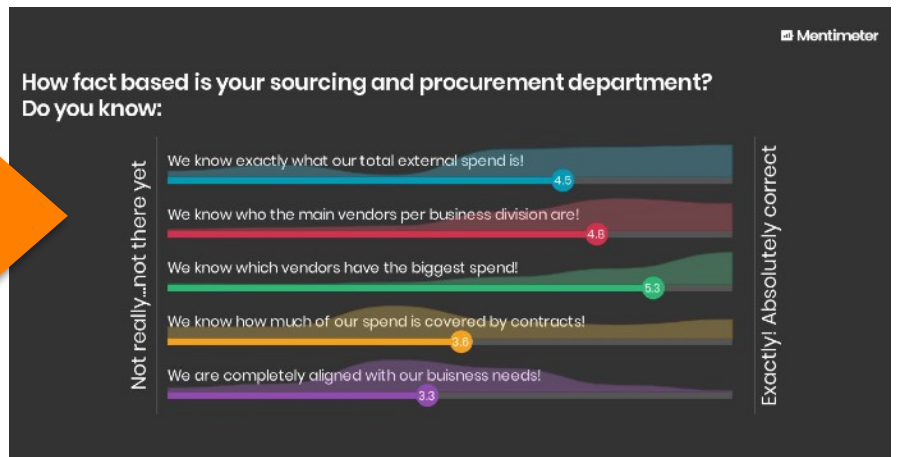 Mentimeter
How fact based is your sourcing and procurement department?
Do you know:
Not really...not there yet
We know exactly what our total external spend is!
4.5
We know who the main vendors per business division are!
4.8
We know which vendors have the biggest spend!
5.3
We know how much of our spend is covered by contracts!
3.6
We are completely aligned with our buisness needs!
3.3
Exactly! Absolutely correct